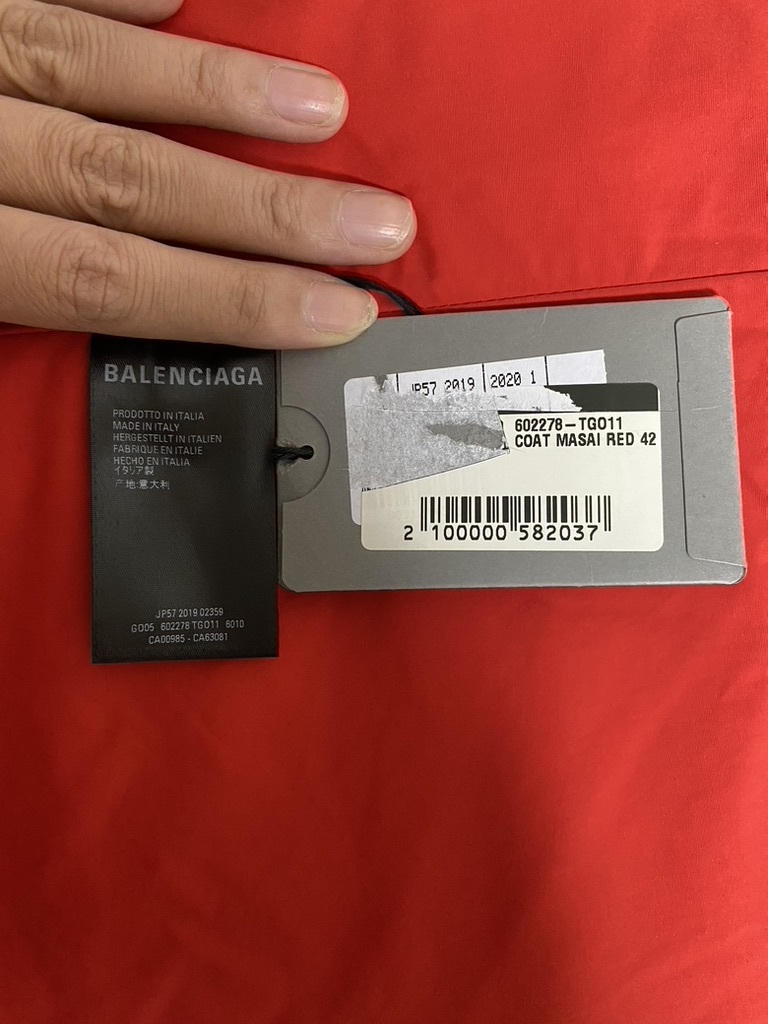 BALENCIAGA
PRODOTTO IN ITALIA
MADE IN ITALY
HERGESTELLT IN ITALIEN
FABRIQUE EN ITALIE
HECHO EN ITALIA
イタリア製
产地:意大利
JP57 2019 02359
G005 602278 TGO11 6010
CA00985 - CA63081
JP57 2019 2020 1
602278-TGO11
COAT MASAI RED 42
2 100000 582037